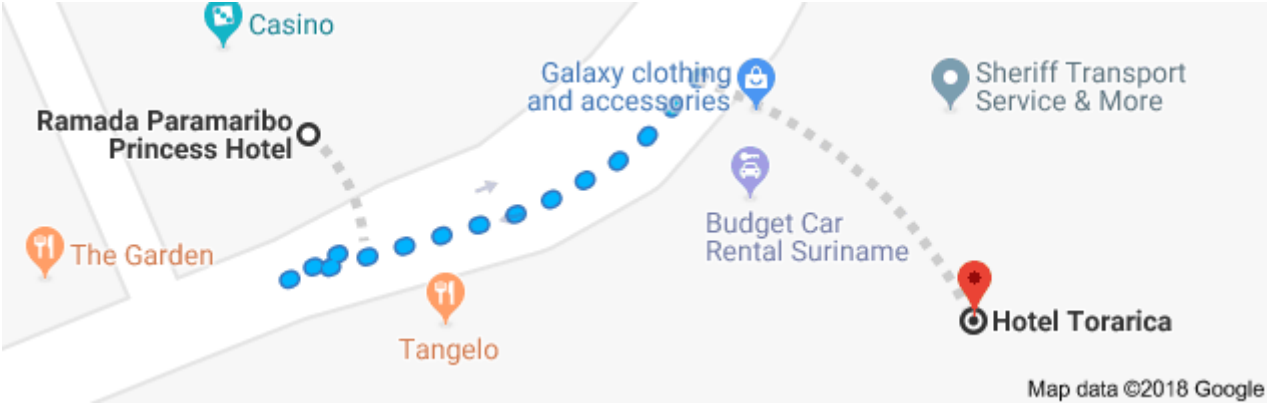 Casino
Galaxy clothing
and accessories
Sheriff Transport
Service & More
Ramada Paramaribo
Princess Hotel
Budget Car
Rental Suriname
The Garden
Hotel Torarica
Tangelo
Map data ©2018 Google